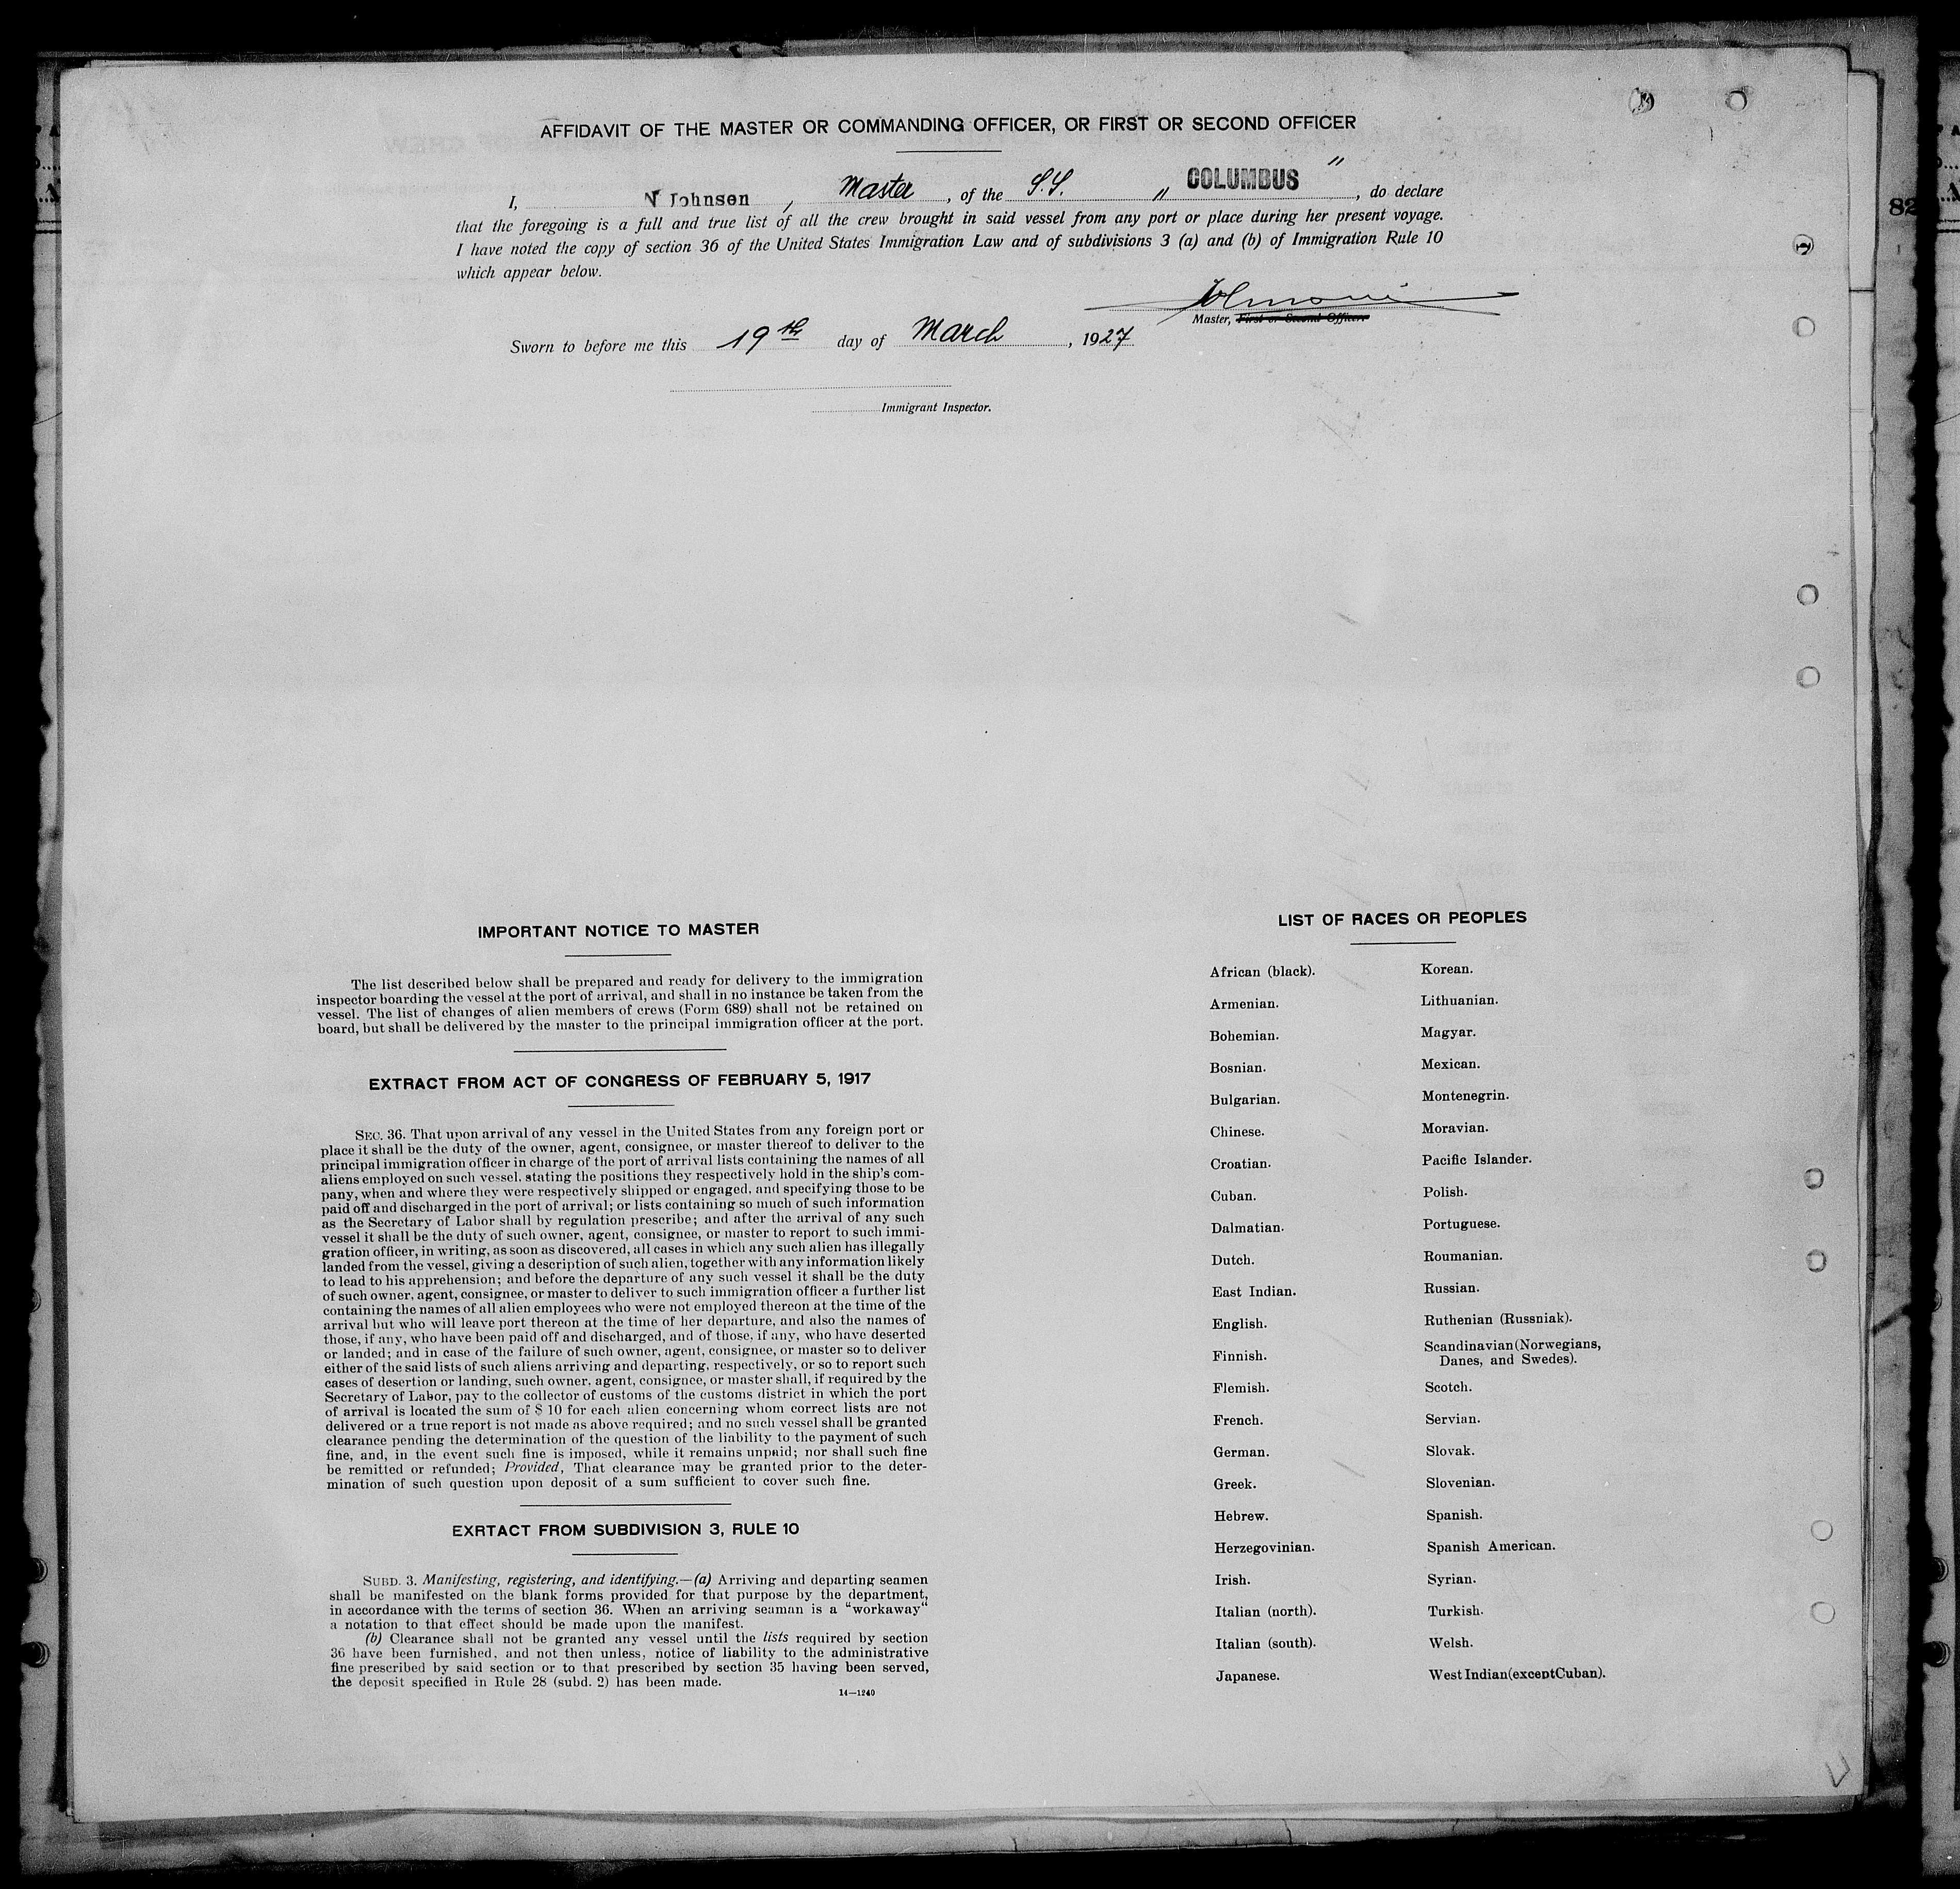 AFFIDAVIT OF THE MASTER OR COMMANDING OFFICER, OR FIRST OR SECOND OFFICER
I, N Johnsen, Master, of the S.S. " COLUMBUS ", do declare
that the foregoing is a full and true list of all the crew brought in said vessel from any port or place during her present voyage.
I have noted the copy of section 36 of the United States Immigration Law and of subdivisions 3 (a) and (b) of Immigration Rule 10
which appear below.
Master, First or Second Officer.
Sworn to before me this 19th day of March, 1927
Immigrant Inspector.
82
IMPORTANT NOTICE TO MASTER
The list described below shall be prepared and ready for delivery to the immigration
inspector boarding the vessel at the port of arrival, and shall in no instance be taken from the
vessel. The list of changes of alien members of crews (Form 689) shall not be retained on
board, but shall be delivered by the master to the principal immigration officer at the port.
EXTRACT FROM ACT OF CONGRESS OF FEBRUARY 5, 1917
SEC. 36. That upon arrival of any vessel in the United States from any foreign port or
place it shall be the duty of the owner, agent, consignee, or master thereof to deliver to the
principal immigration officer in charge of the port of arrival lists containing the names of all
aliens employed on such vessel, stating the positions they respectively hold in the ship's com-
pany, when and where they were respectively shipped or engaged, and specifying those to be
paid off and discharged in the port of arrival; or lists containing so much of such information
as the Secretary of Labor shall by regulation prescribe; and after the arrival of any such
vessel it shall be the duty of such owner, agent, consignee, or master to report to such immi-
gration officer, in writing, as soon as discovered, all cases in which any such alien has illegally
landed from the vessel, giving a description of such alien, together with any information likely
to lead to his apprehension; and before the departure of any such vessel it shall be the duty
of such owner, agent, consignee, or master to deliver to such immigration officer a further list
containing the names of all alien employees who were not employed thereon at the time of the
arrival but who will leave port thereon at the time of her departure, and also the names of
those, if any, who have been paid off and discharged, and of those, if any, who have deserted
or landed; and in case of the failure of such owner, agent, consignee, or master so to deliver
either of the said lists of such aliens arriving and departing, respectively, or so to report such
cases of desertion or landing, such owner, agent, consignee, or master shall, if required by the
Secretary of Labor, pay to the collector of customs of the customs district in which the port
of arrival is located the sum of $ 10 for each alien concerning whom correct lists are not
delivered or a true report is not made as above required; and no such vessel shall be granted
clearance pending the determination of the question of the liability to the payment of such
fine, and, in the event such fine is imposed, while it remains unpaid; nor shall such fine
be remitted or refunded; Provided, That clearance may be granted prior to the deter-
mination of such question upon deposit of a sum sufficient to cover such fine.
EXRTACT FROM SUBDIVISION 3, RULE 10
SUBD. 3. Manifesting, registering, and identifying.—(a) Arriving and departing seamen
shall be manifested on the blank forms provided for that purpose by the department,
in accordance with the terms of section 36. When an arriving seaman is a "workaway"
a notation to that effect should be made upon the manifest.
(b) Clearance shall not be granted any vessel until the lists required by section
36 have been furnished, and not then unless, notice of liability to the administrative
fine prescribed by said section or to that prescribed by section 35 having been served,
the deposit specified in Rule 28 (subd. 2) has been made.
14—1240
LIST OF RACES OR PEOPLES
African (black).
Armenian.
Bohemian.
Bosnian.
Bulgarian.
Chinese.
Croatian.
Cuban.
Dalmatian.
Dutch.
East Indian.
English.
Finnish.
Flemish.
French.
German.
Greek.
Hebrew.
Herzegovinian.
Irish.
Italian (north).
Italian (south).
Japanese.
Korean.
Lithuanian.
Magyar.
Mexican.
Montenegrin.
Moravian.
Pacific Islander.
Polish.
Portuguese.
Roumanian.
Russian.
Ruthenian (Russniak).
Scandinavian (Norwegians,
Danes, and Swedes).
Scotch.
Servian.
Slovak.
Slovenian.
Spanish.
Spanish American.
Syrian.
Turkish.
Welsh.
West Indian (except Cuban).